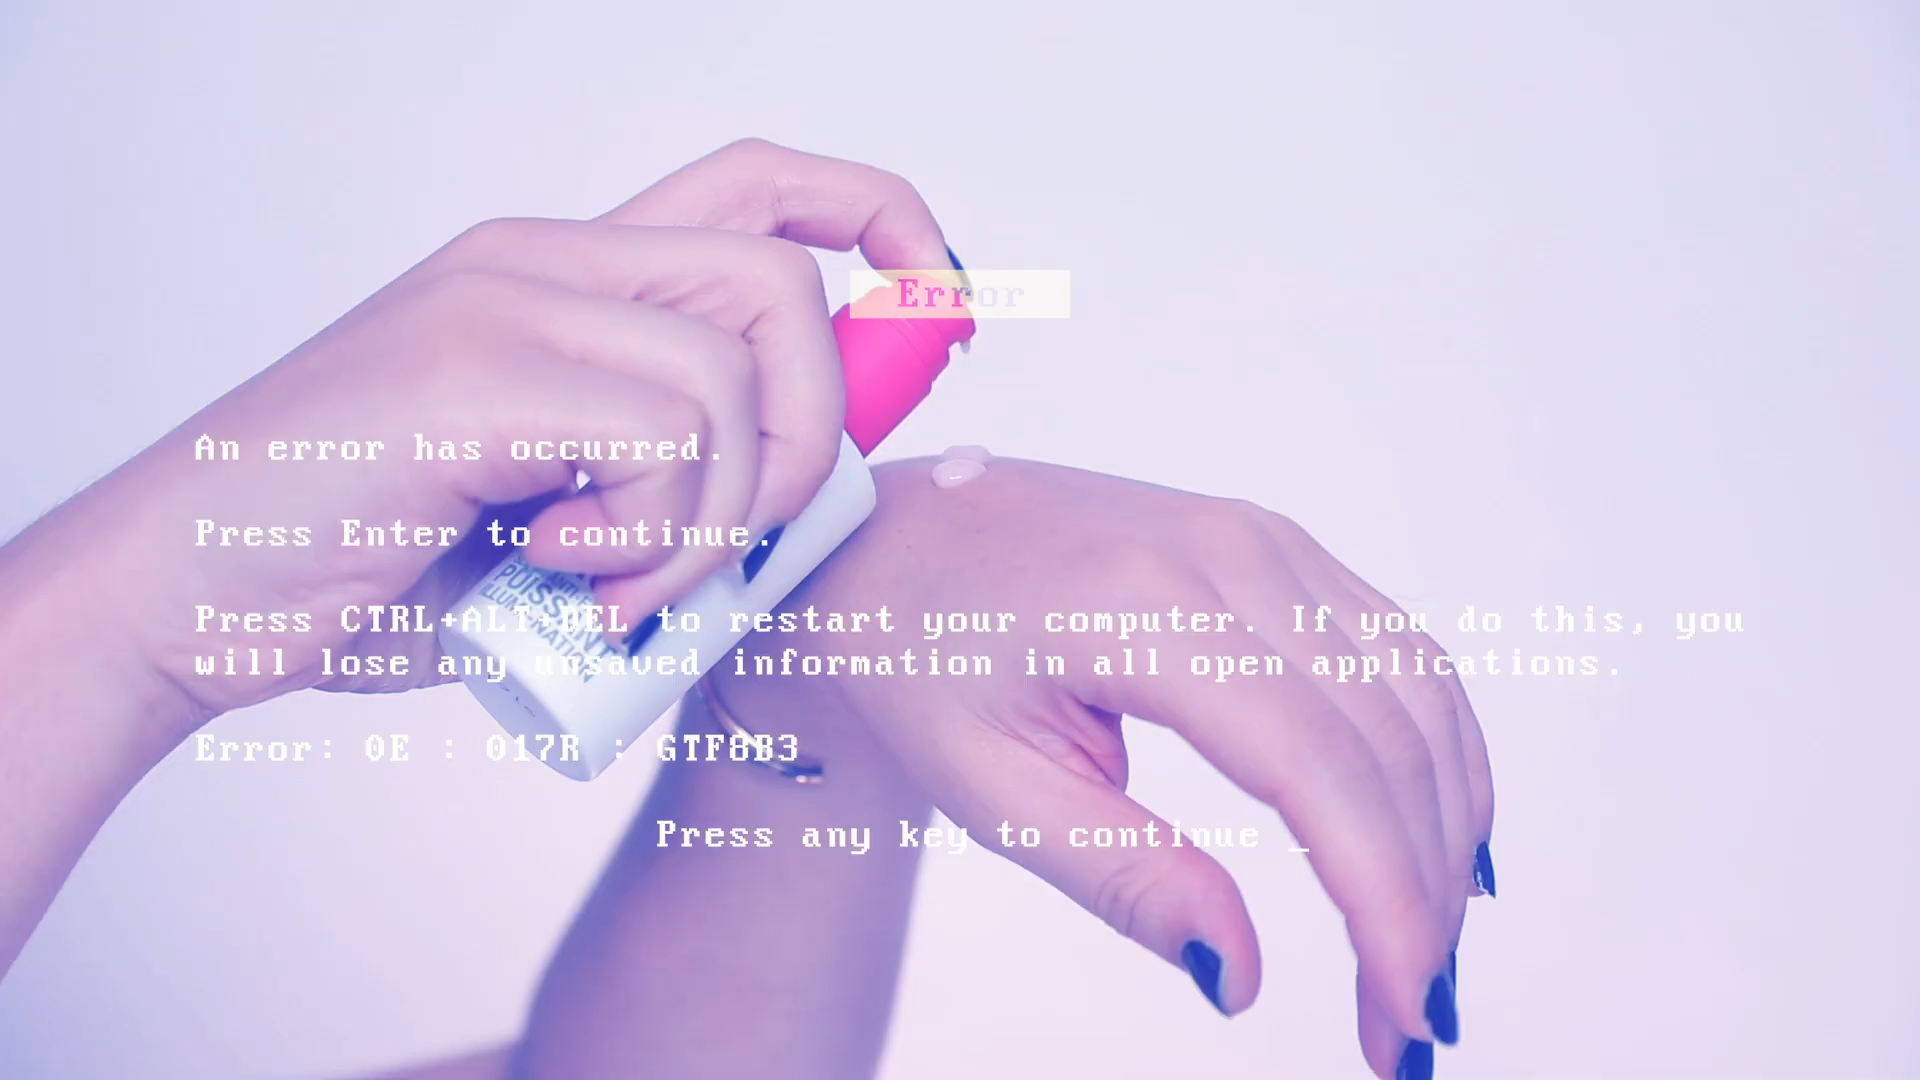 Error
An error has occurred.
Press Enter to continue.
Press CTRL+ALT+DEL to restart your computer. If you do this, you
will lose any unsaved information in all open applications.
Error: 0E : 017R : GTF8B3
Press any key to continue _